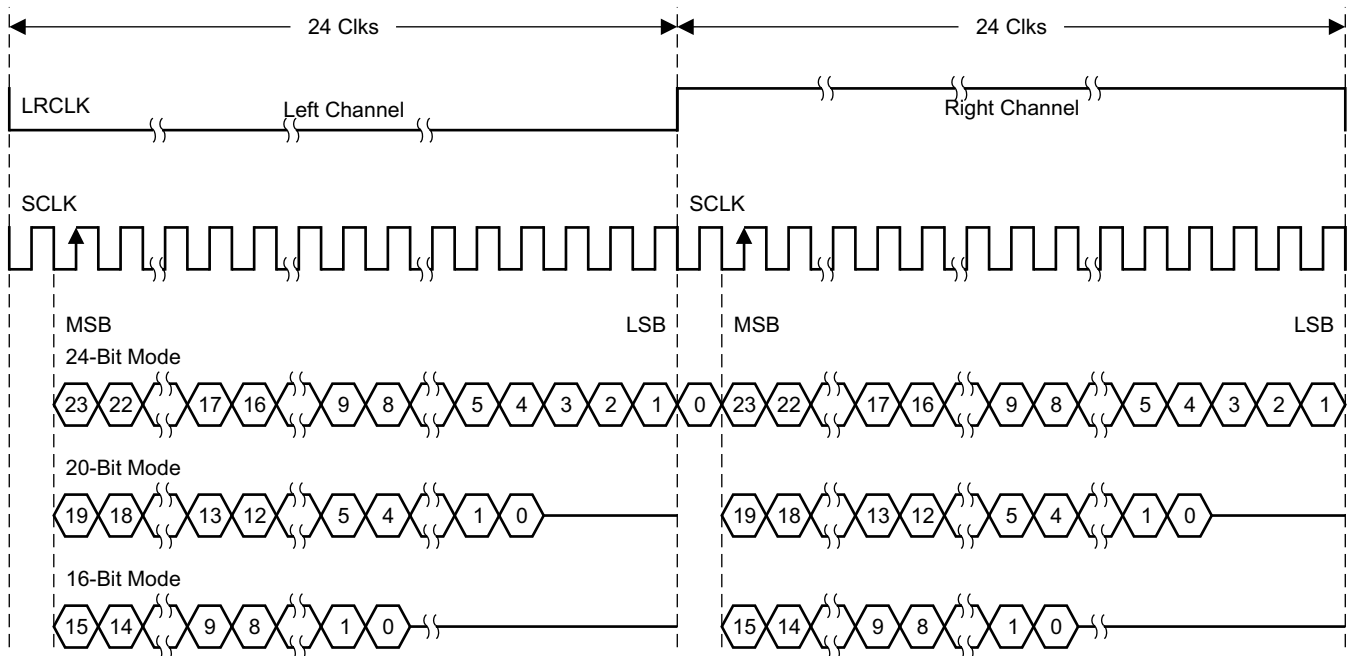 24 Clks 24 Clks
LRCLK Left Channel Right Channel
SCLK SCLK
MSB LSB MSB LSB
24-Bit Mode
23 22 17 16 9 8 5 4 3 2 1 0 23 22 17 16 9 8 5 4 3 2 1
20-Bit Mode
19 18 13 12 5 4 1 0 19 18 13 12 5 4 1 0
16-Bit Mode
15 14 9 8 1 0 15 14 9 8 1 0